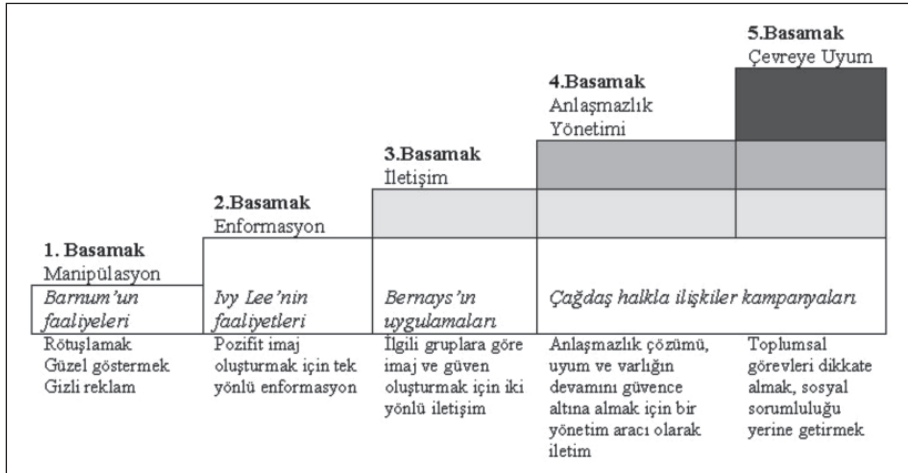 1. Basamak
Manipülasyon
Barnum'un
faaliyeleri
Rötuşlamak
Güzel göstermek
Gizli reklam
2.Basamak
Enformasyon
Ivy Lee'nin
faaliyetleri
Pozifit imaj
oluşturmak için tek
yönlü enformasyon
3.Basamak
İletişim
Bernays'ın
uygulamaları
İlgili gruplara göre
imaj ve güven
oluşturmak için iki
yönlü iletişim
4.Basamak
Anlaşmazlık
Yönetimi
Çağdaş halkla ilişkiler kampanyaları
Anlaşmazlık çözümü,
uyum ve varlığın
devamını güvence
altına almak için bir
yönetim aracı olarak
iletim
5.Basamak
Çevreye Uyum
Toplumsal
görevleri dikkate
almak, sosyal
sorumluluğu
yerine getirmek